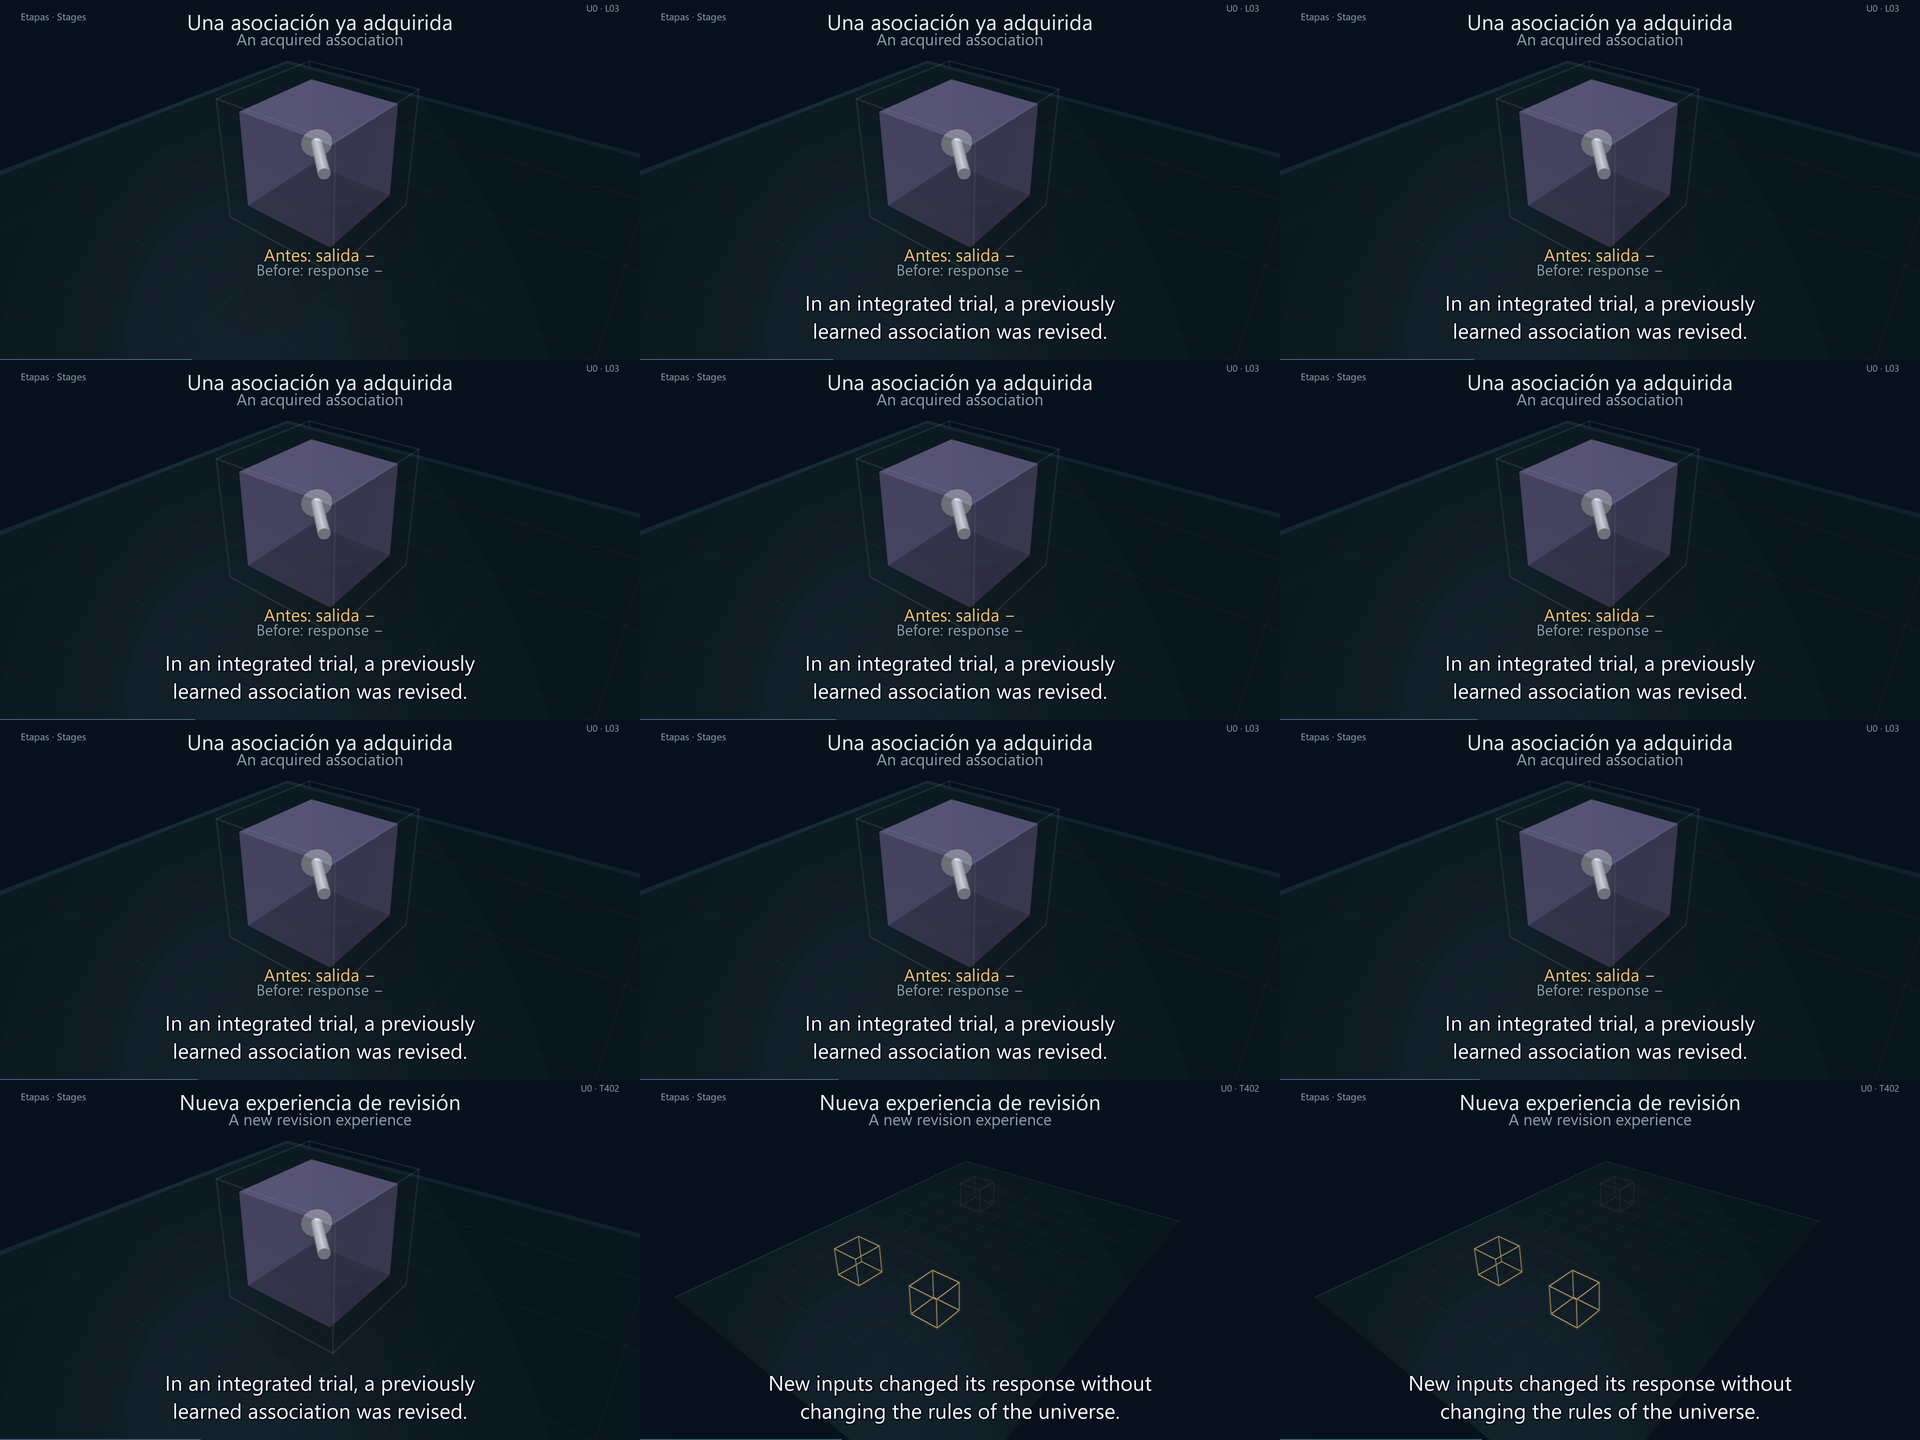 Etapas · Stages
U0 · L03
Una asociación ya adquirida
An acquired association
Antes: salida –
Before: response –
Etapas · Stages
U0 · L03
Una asociación ya adquirida
An acquired association
Antes: salida –
Before: response –
In an integrated trial, a previously
learned association was revised.
Etapas · Stages
U0 · L03
Una asociación ya adquirida
An acquired association
Antes: salida –
Before: response –
In an integrated trial, a previously
learned association was revised.
Etapas · Stages
U0 · L03
Una asociación ya adquirida
An acquired association
Antes: salida –
Before: response –
In an integrated trial, a previously
learned association was revised.
Etapas · Stages
U0 · L03
Una asociación ya adquirida
An acquired association
Antes: salida –
Before: response –
In an integrated trial, a previously
learned association was revised.
Etapas · Stages
U0 · L03
Una asociación ya adquirida
An acquired association
Antes: salida –
Before: response –
In an integrated trial, a previously
learned association was revised.
Etapas · Stages
U0 · L03
Una asociación ya adquirida
An acquired association
Antes: salida –
Before: response –
In an integrated trial, a previously
learned association was revised.
Etapas · Stages
U0 · L03
Una asociación ya adquirida
An acquired association
Antes: salida –
Before: response –
In an integrated trial, a previously
learned association was revised.
Etapas · Stages
U0 · L03
Una asociación ya adquirida
An acquired association
Antes: salida –
Before: response –
In an integrated trial, a previously
learned association was revised.
Etapas · Stages
U0 · T402
Nueva experiencia de revisión
A new revision experience
In an integrated trial, a previously
learned association was revised.
Etapas · Stages
U0 · T402
Nueva experiencia de revisión
A new revision experience
New inputs changed its response without
changing the rules of the universe.
Etapas · Stages
U0 · T402
Nueva experiencia de revisión
A new revision experience
New inputs changed its response without
changing the rules of the universe.